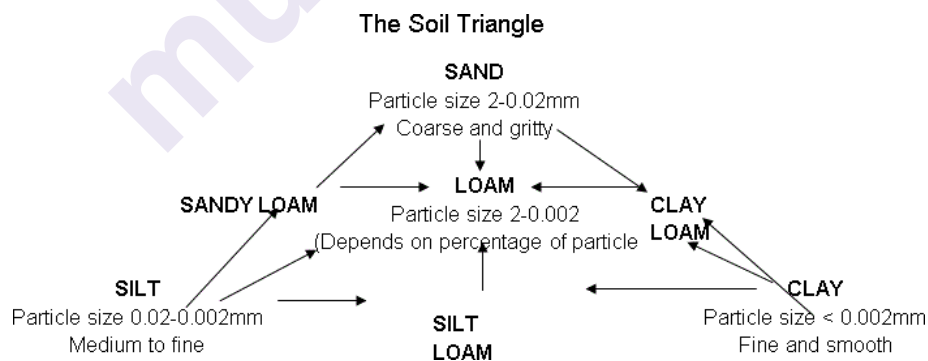 The Soil Triangle
SAND
Particle size 2-0.02mm
Coarse and gritty
LOAM
Particle size 2-0.002
(Depends on percentage of particle
SANDY LOAM
CLAY
LOAM
SILT
Particle size 0.02-0.002mm
Medium to fine
SILT
LOAM
CLAY
Particle size < 0.002mm
Fine and smooth